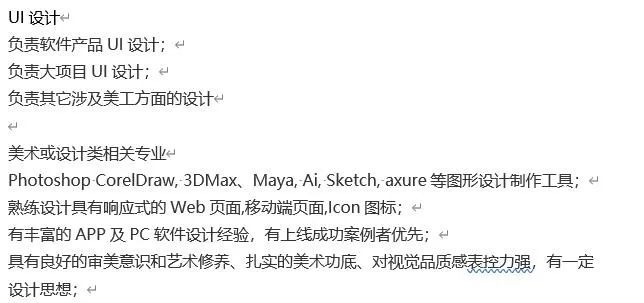 UI 设计
负责软件产品 UI 设计；
负责大项目 UI 设计；
负责其它涉及美工方面的设计
美术或设计类相关专业
Photoshop CorelDraw, 3DMax、Maya, Ai, Sketch, axure 等图形设计制作工具；
熟练设计具有响应式的 Web 页面,移动端页面,Icon 图标；
有丰富的 APP 及 PC 软件设计经验，有上线成功案例者优先；
具有良好的审美意识和艺术修养、扎实的美术功底、对视觉品质感表控力强，有一定
设计思想；